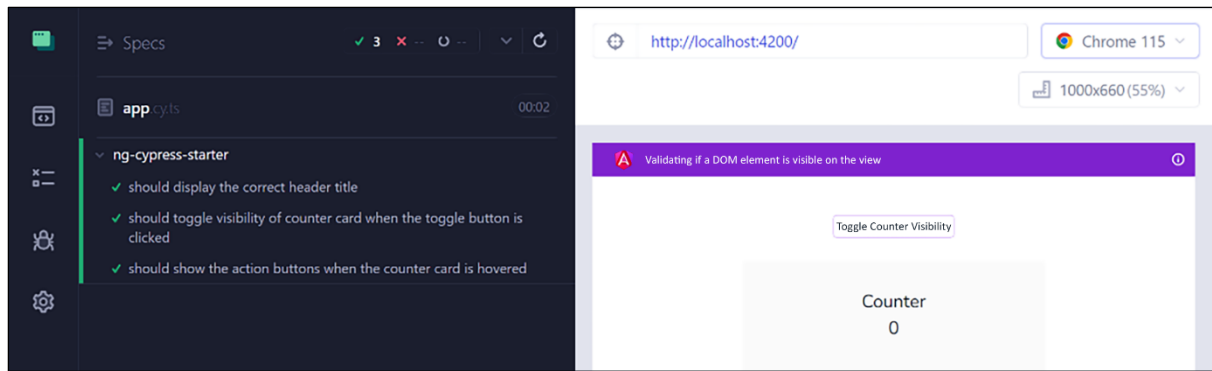 Specs
3 -- --
app.cy.ts
00:02
ng-cypress-starter
should display the correct header title
should toggle visibility of counter card when the toggle button is
clicked
should show the action buttons when the counter card is hovered
http://localhost:4200/
Chrome 115
1000x660 (55%)
Validating if a DOM element is visible on the view
Toggle Counter Visibility
Counter
0